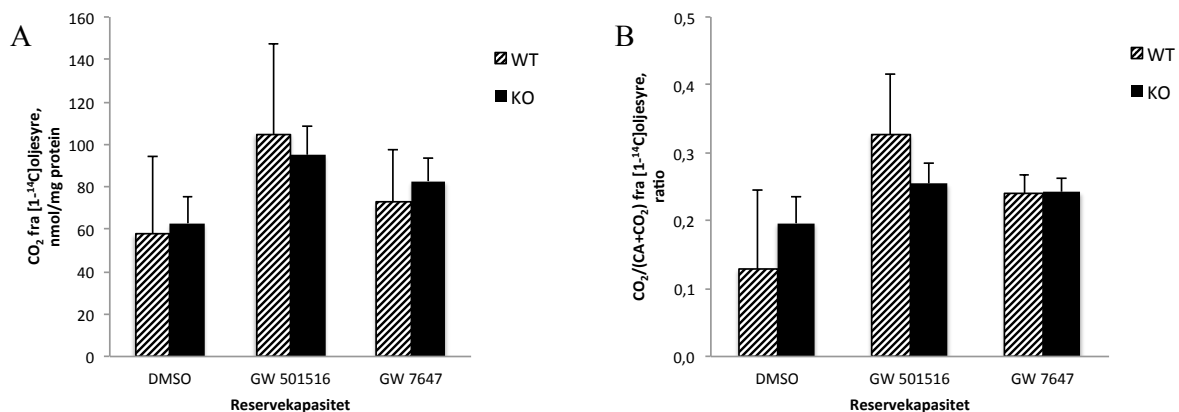 A
CO₂ fra [1-¹⁴C]oljesyre,
nmol/mg protein
160
140
120
100
80
60
40
20
0
DMSO
GW 501516
GW 7647
Reservekapasitet
WT
KO
B
CO₂/(CA+CO₂) fra [1-¹⁴C]oljesyre,
ratio
0,5
0,4
0,3
0,2
0,1
0,0
DMSO
GW 501516
GW 7647
Reservekapasitet
WT
KO